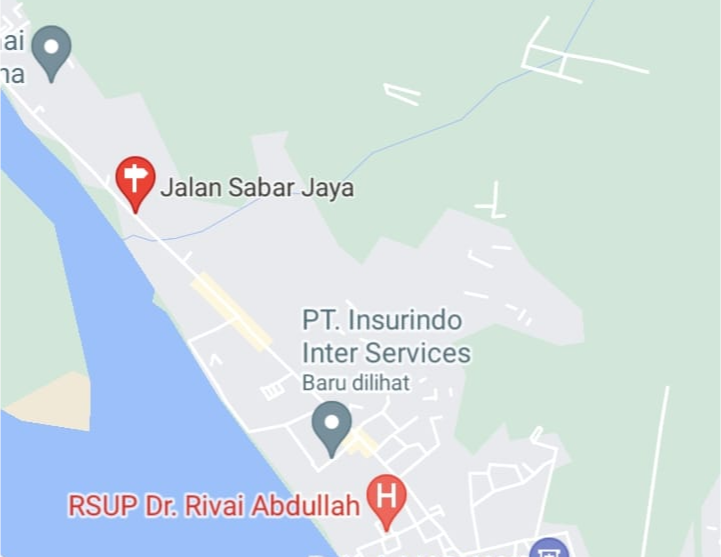 Jalan Sabar Jaya
PT. Insurindo
Inter Services
Baru dilihat
RSUP Dr. Rivai Abdullah
H